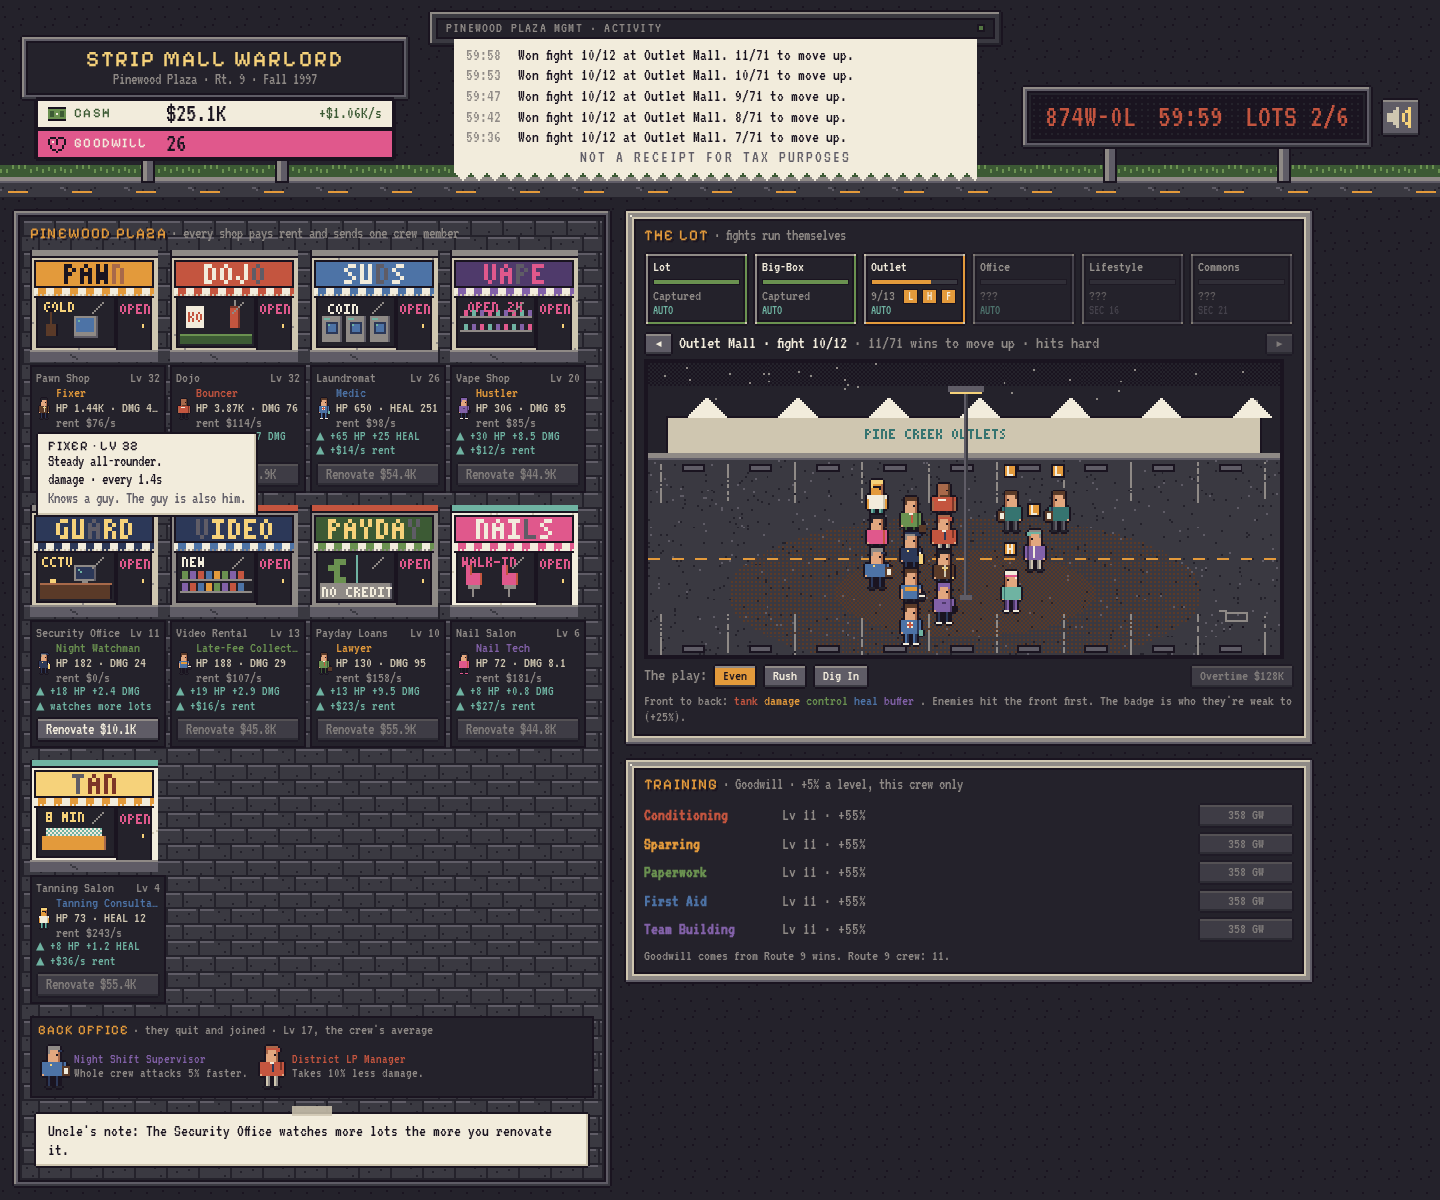 PINEWOOD PLAZA MGMT · ACTIVITY
59:58 Won fight 10/12 at Outlet Mall. 11/71 to move up.
59:53 Won fight 10/12 at Outlet Mall. 10/71 to move up.
59:47 Won fight 10/12 at Outlet Mall. 9/71 to move up.
59:42 Won fight 10/12 at Outlet Mall. 8/71 to move up.
59:36 Won fight 10/12 at Outlet Mall. 7/71 to move up.
NOT A RECEIPT FOR TAX PURPOSES
STRIP MALL WARLORD
Pinewood Plaza · Rt. 9 · Fall 1997
CASH $25.1K +$1.06K/s
GOODWILL 26
874W-0L 59:59 LOTS 2/6
PINEWOOD PLAZA · every shop pays rent and sends one crew member
PAWN DOJO SUDS VAPE
GOLD OPEN KO OPEN COIN OPEN OPEN 24 OPEN
Pawn Shop Lv 32
Fixer
HP 1.44K · DMG 4…
rent $76/s
Dojo Lv 32
Bouncer
HP 3.87K · DMG 76
rent $114/s
7 DMG
.9K
Laundromat Lv 26
Medic
HP 650 · HEAL 251
rent $98/s
▲ +65 HP +25 HEAL
▲ +$14/s rent
Renovate $54.4K
Vape Shop Lv 20
Hustler
HP 306 · DMG 85
rent $85/s
▲ +30 HP +8.5 DMG
▲ +$12/s rent
Renovate $44.9K
FIXER · LV 32
Steady all-rounder.
damage · every 1.4s
Knows a guy. The guy is also him.
GUARD VIDEO PAYDAY NAILS
CCTV OPEN NEW OPEN NO CREDIT OPEN WALK-IN OPEN
Security Office Lv 11
Night Watchman
HP 182 · DMG 24
rent $0/s
▲ +18 HP +2.4 DMG
▲ watches more lots
Renovate $10.1K
Video Rental Lv 13
Late-Fee Collect…
HP 188 · DMG 29
rent $107/s
▲ +19 HP +2.9 DMG
▲ +$16/s rent
Renovate $45.8K
Payday Loans Lv 10
Lawyer
HP 130 · DMG 95
rent $158/s
▲ +13 HP +9.5 DMG
▲ +$23/s rent
Renovate $55.9K
Nail Salon Lv 6
Nail Tech
HP 72 · DMG 8.1
rent $181/s
▲ +8 HP +0.8 DMG
▲ +$27/s rent
Renovate $44.8K
TAN
8 MIN OPEN
Tanning Salon Lv 4
Tanning Consulta…
HP 73 · HEAL 12
rent $243/s
▲ +8 HP +1.2 HEAL
▲ +$36/s rent
Renovate $55.4K
BACK OFFICE · they quit and joined · Lv 17, the crew's average
Night Shift Supervisor
Whole crew attacks 5% faster.
District LP Manager
Takes 10% less damage.
Uncle's note: The Security Office watches more lots the more you renovate
it.
THE LOT · fights run themselves
Lot
Captured
AUTO
Big-Box
Captured
AUTO
Outlet
9/13 L H F
AUTO
Office
???
AUTO
Lifestyle
???
SEC 16
Commons
???
SEC 21
◄ Outlet Mall · fight 10/12 · 11/71 wins to move up · hits hard ►
PINE CREEK OUTLETS
L L
L
H
The play: Even Rush Dig In Overtime $128K
Front to back: tank damage control heal buffer . Enemies hit the front first. The badge is who they're weak to
(+25%).
TRAINING · Goodwill · +5% a level, this crew only
Conditioning Lv 11 · +55% 358 GW
Sparring Lv 11 · +55% 358 GW
Paperwork Lv 11 · +55% 358 GW
First Aid Lv 11 · +55% 358 GW
Team Building Lv 11 · +55% 358 GW
Goodwill comes from Route 9 wins. Route 9 crew: 11.